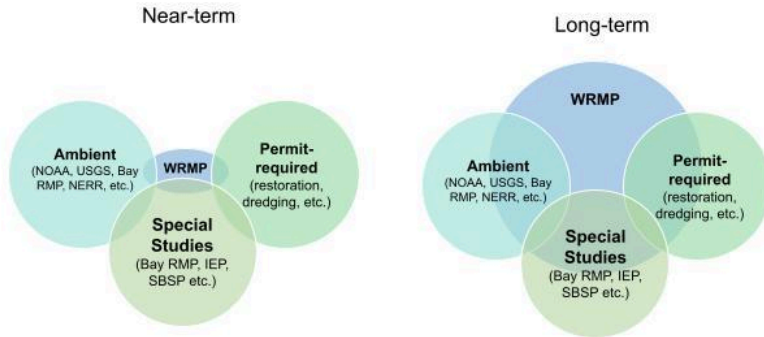 Near-term
Long-term
WRMP
Ambient
(NOAA, USGS, Bay
RMP, NERR, etc.)
WRMP
Permit-
required
(restoration,
dredging, etc.)
Special
Studies
(Bay RMP, IEP,
SBSP etc.)
Ambient
(NOAA, USGS, Bay
RMP, NERR, etc.)
Permit-
required
(restoration,
dredging, etc.)
Special
Studies
(Bay RMP, IEP,
SBSP etc.)